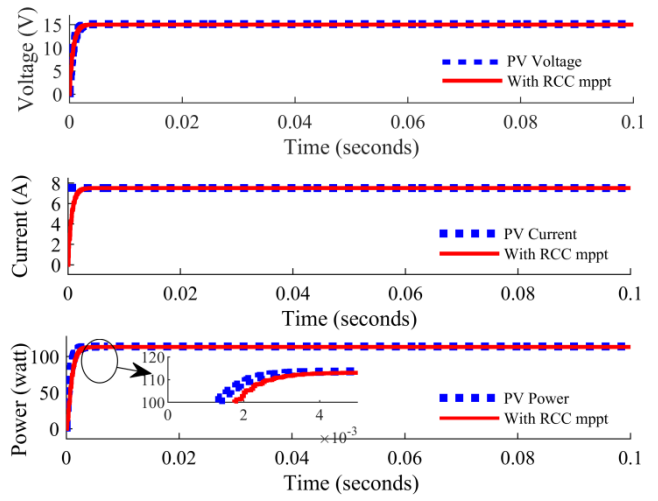 Voltage (V)
15
10
5
0
PV Voltage
With RCC mppt
0 0.02 0.04 0.06 0.08 0.1
Time (seconds)
Current (A)
8
6
4
2
0
PV Current
With RCC mppt
0 0.02 0.04 0.06 0.08 0.1
Time (seconds)
Power (watt)
100
50
0
120
110
100
0 2 4
×10⁻³
PV Power
With RCC mppt
0 0.02 0.04 0.06 0.08 0.1
Time (seconds)